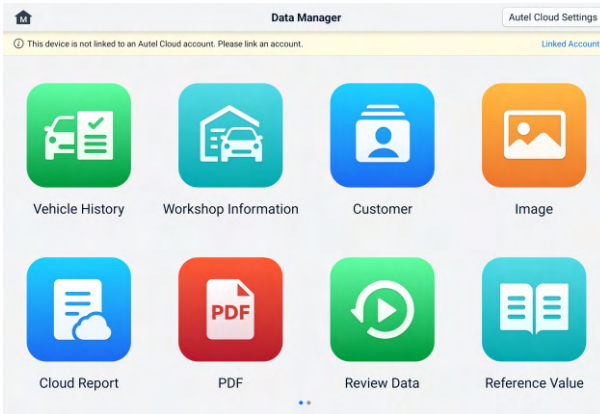 M
Data Manager
Autel Cloud Settings
This device is not linked to an Autel Cloud account. Please link an account.
Linked Account
Vehicle History
Workshop Information
Customer
Image
PDF
Cloud Report
PDF
Review Data
Reference Value